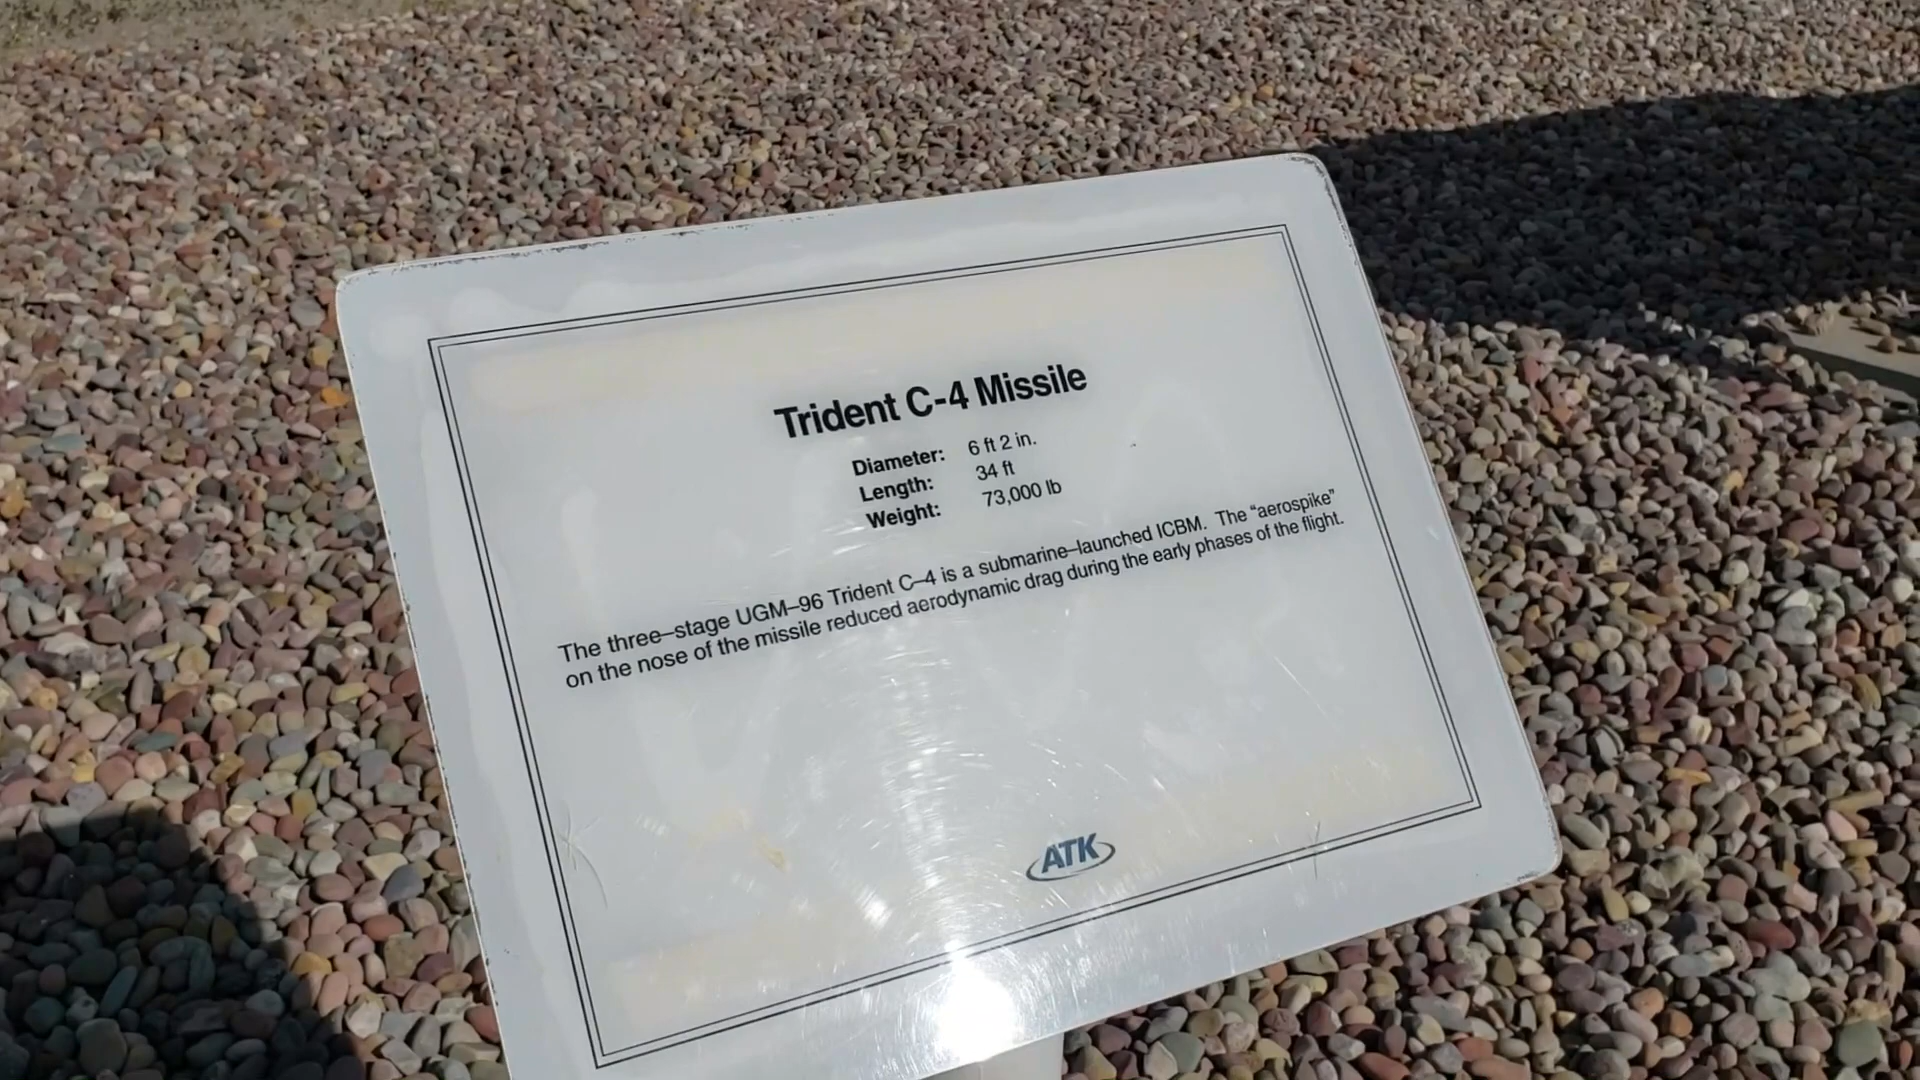 Trident C-4 Missile
Diameter: 6 ft 2 in.
Length: 34 ft
Weight: 73,000 lb
The three–stage UGM–96 Trident C–4 is a submarine–launched ICBM. The “aerospike”
on the nose of the missile reduced aerodynamic drag during the early phases of the flight.
ATK